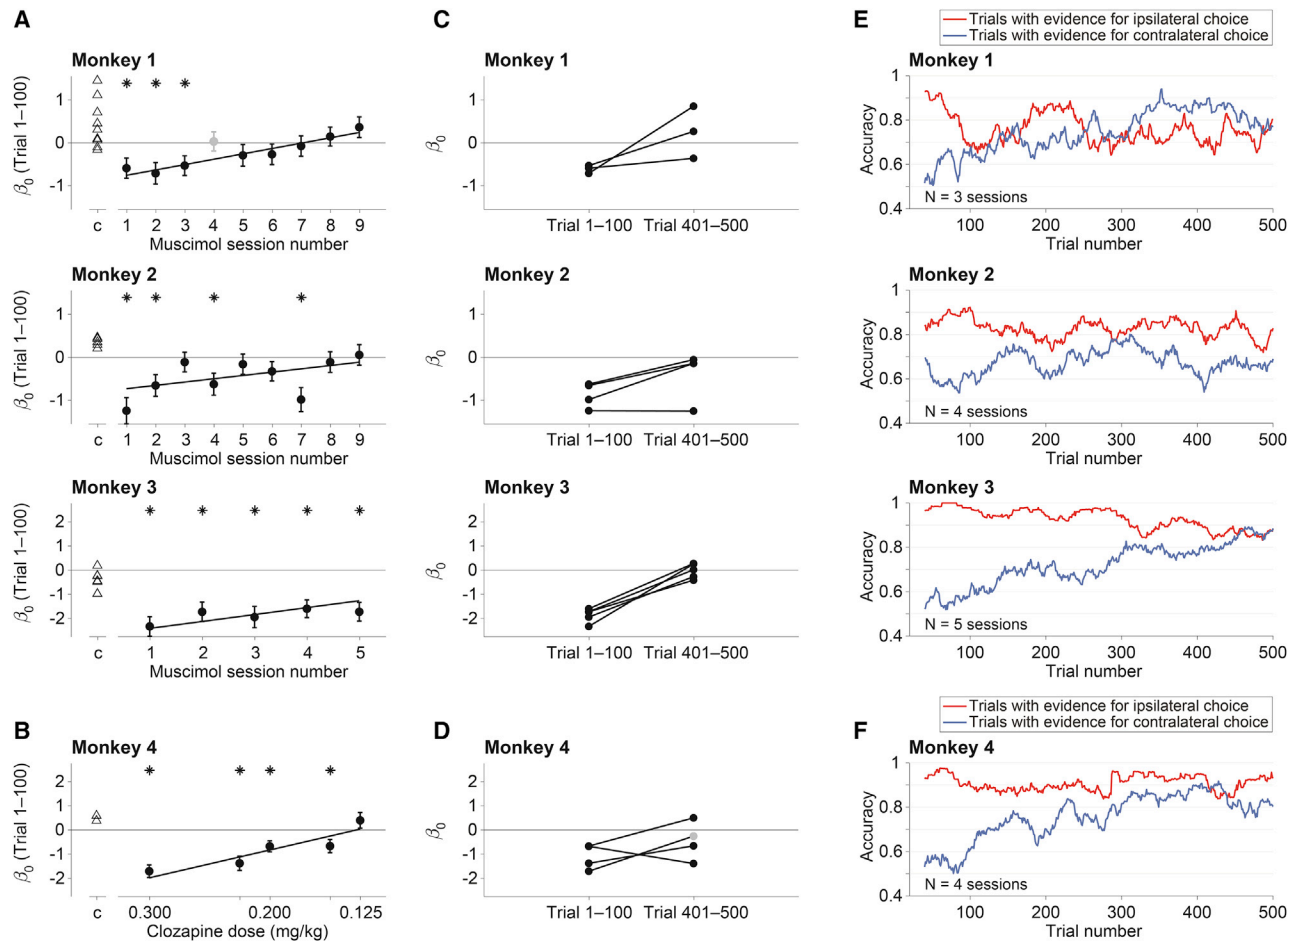 A
Monkey 1
β0 (Trial 1–100)
1
0
-1
* * *
c 1 2 3 4 5 6 7 8 9
Muscimol session number
Monkey 2
β0 (Trial 1–100)
1
0
-1
* * * *
c 1 2 3 4 5 6 7 8 9
Muscimol session number
Monkey 3
β0 (Trial 1–100)
2
1
0
-1
-2
* * * * *
c 1 2 3 4 5
Muscimol session number
B
Monkey 4
β0 (Trial 1–100)
2
1
0
-1
-2
* * * *
c 0.300 0.200 0.125
Clozapine dose (mg/kg)
C
Monkey 1
β0
1
0
-1
Trial 1–100 Trial 401–500
Monkey 2
β0
1
0
-1
Trial 1–100 Trial 401–500
Monkey 3
β0
2
1
0
-1
-2
Trial 1–100 Trial 401–500
D
Monkey 4
β0
2
1
0
-1
-2
Trial 1–100 Trial 401–500
E
Trials with evidence for ipsilateral choice
Trials with evidence for contralateral choice
Monkey 1
Accuracy
1
0.8
0.6
0.4
N = 3 sessions
100 200 300 400 500
Trial number
Monkey 2
Accuracy
1
0.8
0.6
0.4
N = 4 sessions
100 200 300 400 500
Trial number
Monkey 3
Accuracy
1
0.8
0.6
0.4
N = 5 sessions
100 200 300 400 500
Trial number
F
Trials with evidence for ipsilateral choice
Trials with evidence for contralateral choice
Monkey 4
Accuracy
1
0.8
0.6
0.4
N = 4 sessions
100 200 300 400 500
Trial number